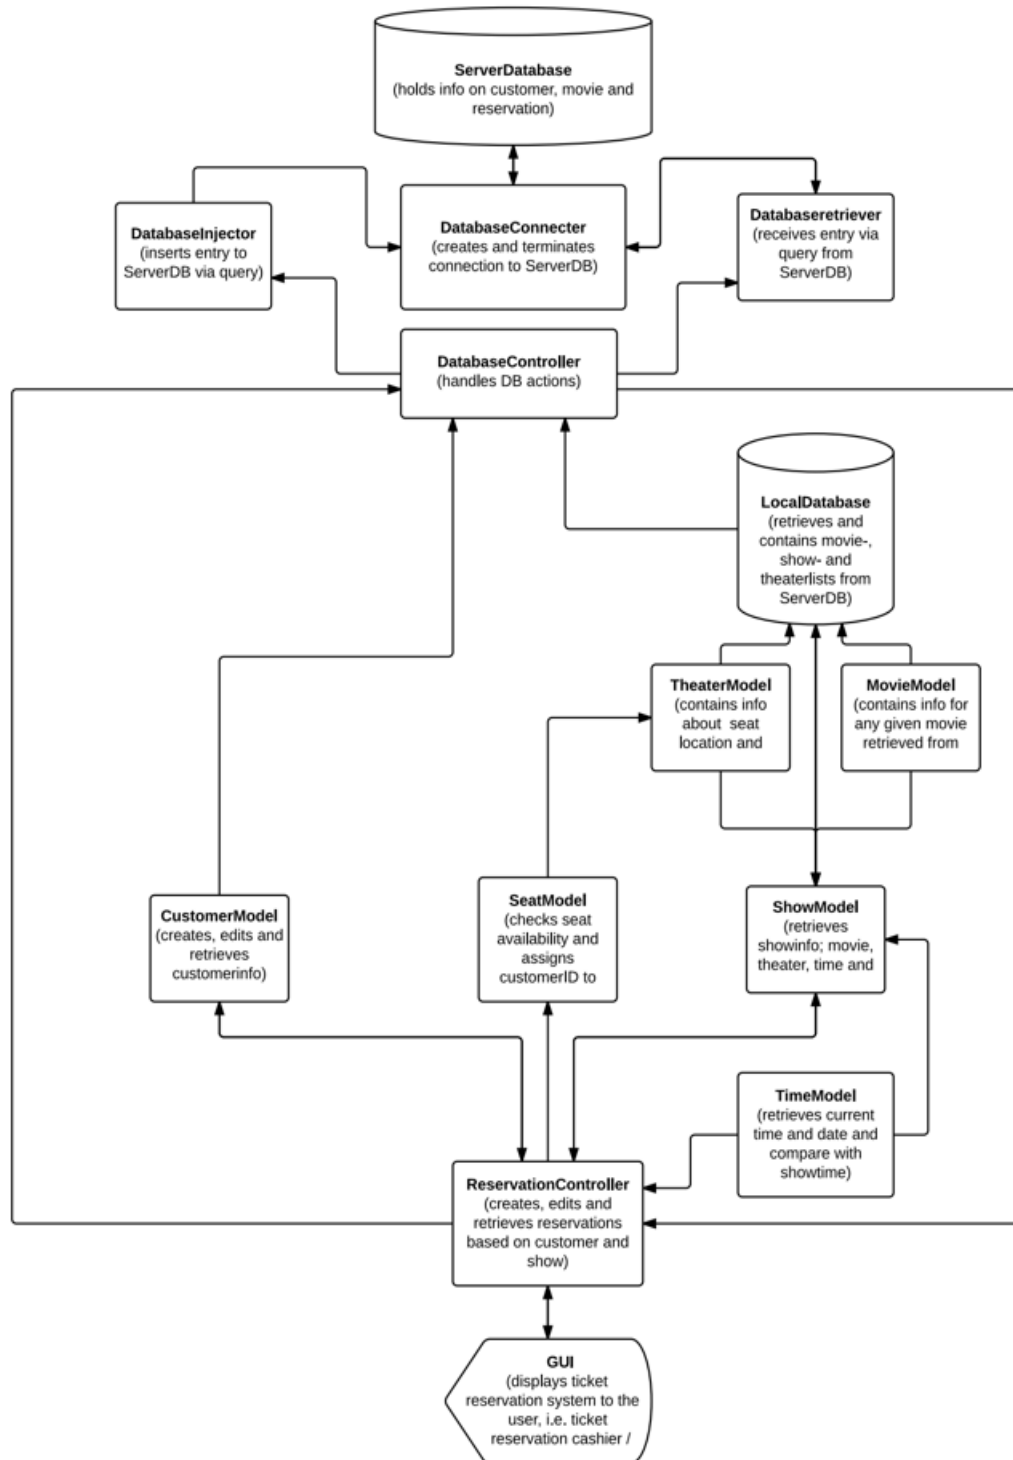 ServerDatabase
(holds info on customer, movie and
reservation)
DatabaseInjector
(inserts entry to
ServerDB via query)
DatabaseConnecter
(creates and terminates
connection to ServerDB)
Databaseretriever
(receives entry via
query from
ServerDB)
DatabaseController
(handles DB actions)
LocalDatabase
(retrieves and
contains movie-,
show- and
theaterlists from
ServerDB)
TheaterModel
(contains info
about seat
location and
MovieModel
(contains info for
any given movie
retrieved from
CustomerModel
(creates, edits and
retrieves
customerinfo)
SeatModel
(checks seat
availability and
assigns
customerID to
ShowModel
(retrieves
showinfo; movie,
theater, time and
TimeModel
(retrieves current
time and date and
compare with
showtime)
ReservationController
(creates, edits and
retrieves reservations
based on customer and
show)
GUI
(displays ticket
reservation system to the
user, i.e. ticket
reservation cashier /